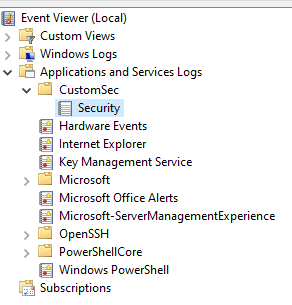 Event Viewer (Local)
Custom Views
Windows Logs
Applications and Services Logs
CustomSec
Security
Hardware Events
Internet Explorer
Key Management Service
Microsoft
Microsoft Office Alerts
Microsoft-ServerManagementExperience
OpenSSH
PowerShellCore
Windows PowerShell
Subscriptions